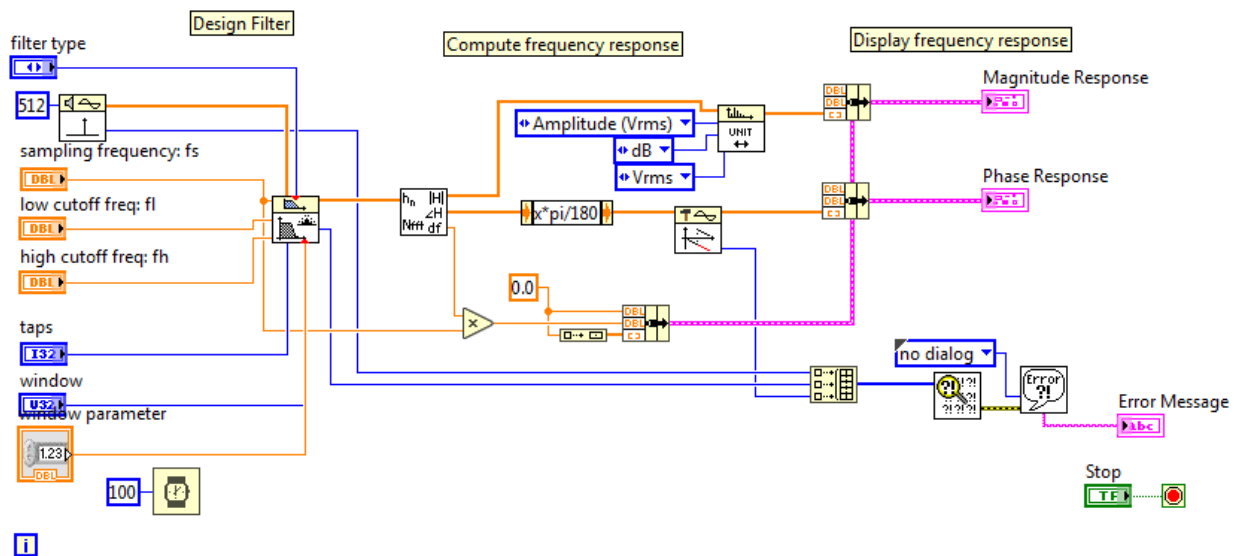 Design Filter
Compute frequency response
Display frequency response
filter type
512
sampling frequency: fs
DBL
low cutoff freq: fl
DBL
high cutoff freq: fh
DBL
taps
I32
window
U32
window parameter
1.23
DBL
100
i
hn |H|
∠H
Nfft df
Amplitude (Vrms)
dB
Vrms
UNIT
x*pi/180
0.0
x
DBL
DBL
DBL
DBL
DBL
DBL
Magnitude Response
Phase Response
no dialog
?!
?! ?!
?! ?! ?!
Error
?!
Error Message
abc
Stop
TF